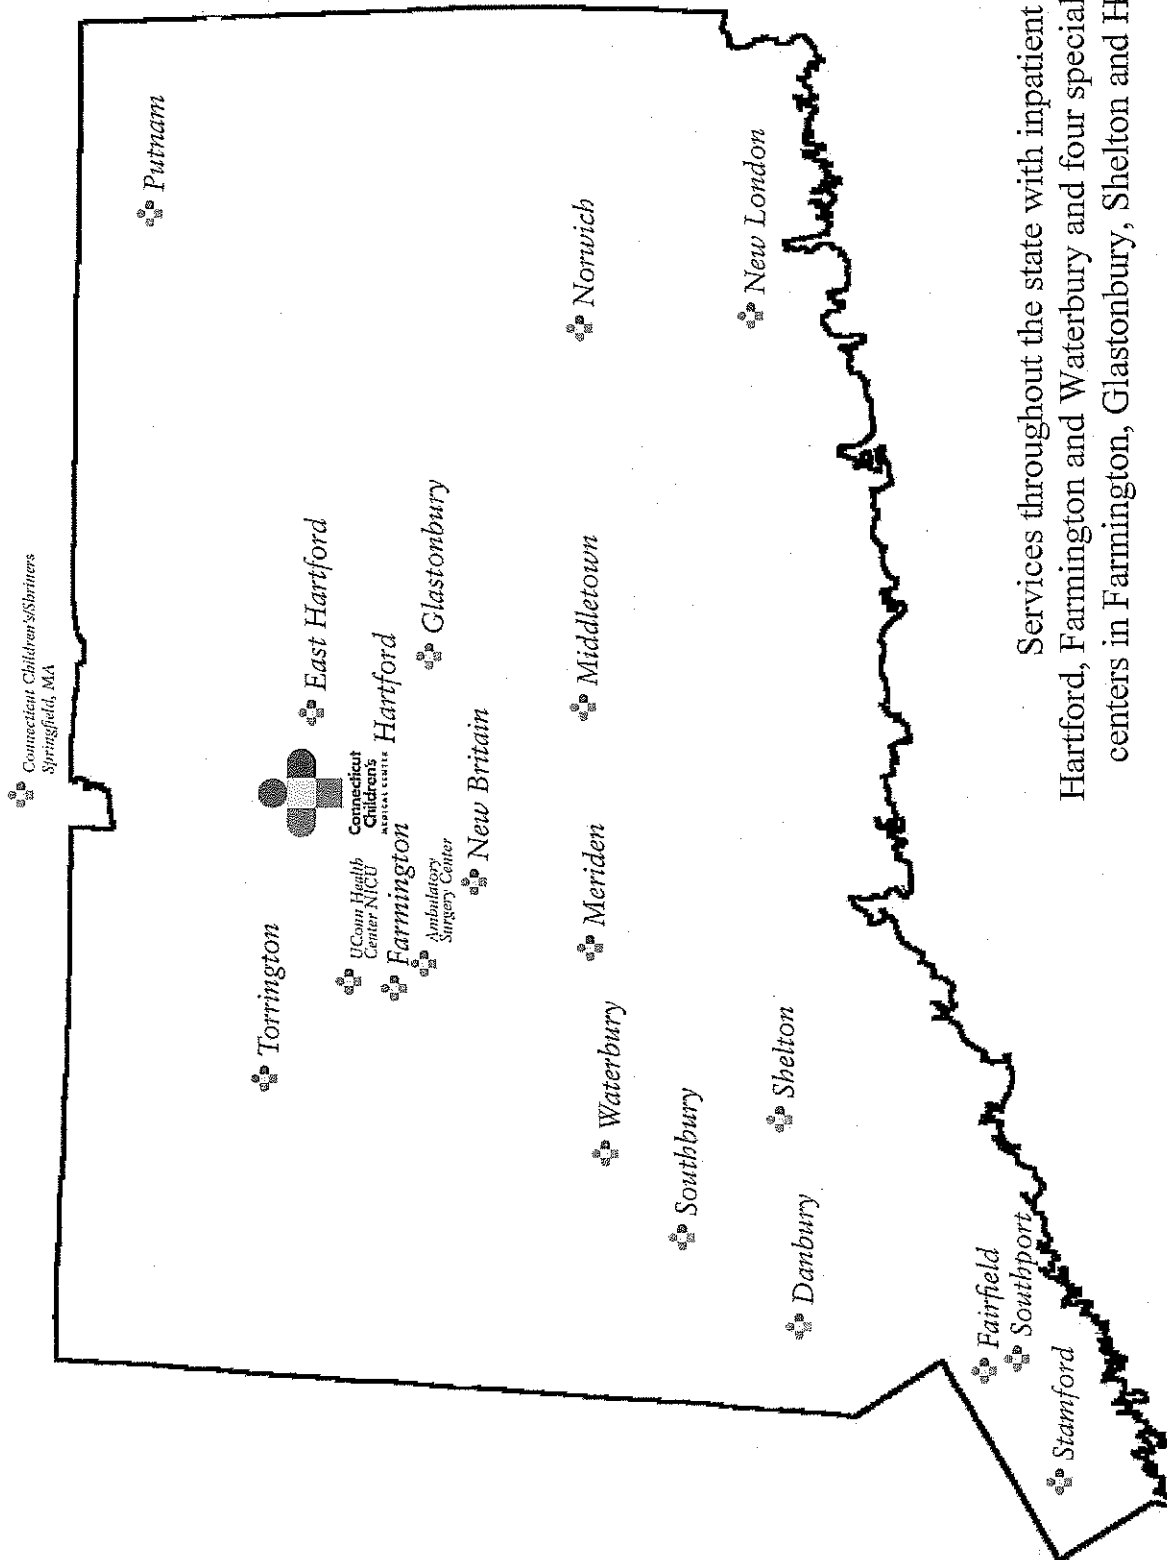 Connecticut Children's/Shriners
Springfield, MA
Putnam
Torrington
East Hartford
UConn Health
Center NICU
Connecticut
Children's
MEDICAL CENTER
Hartford
Farmington
Ambulatory
Surgery Center
Glastonbury
New Britain
Norwich
Middletown
Meriden
Waterbury
Southbury
New London
Shelton
Danbury
Fairfield
Southport
Stamford
Services throughout the state with inpatient
Hartford, Farmington and Waterbury and four special
centers in Farmington, Glastonbury, Shelton and H